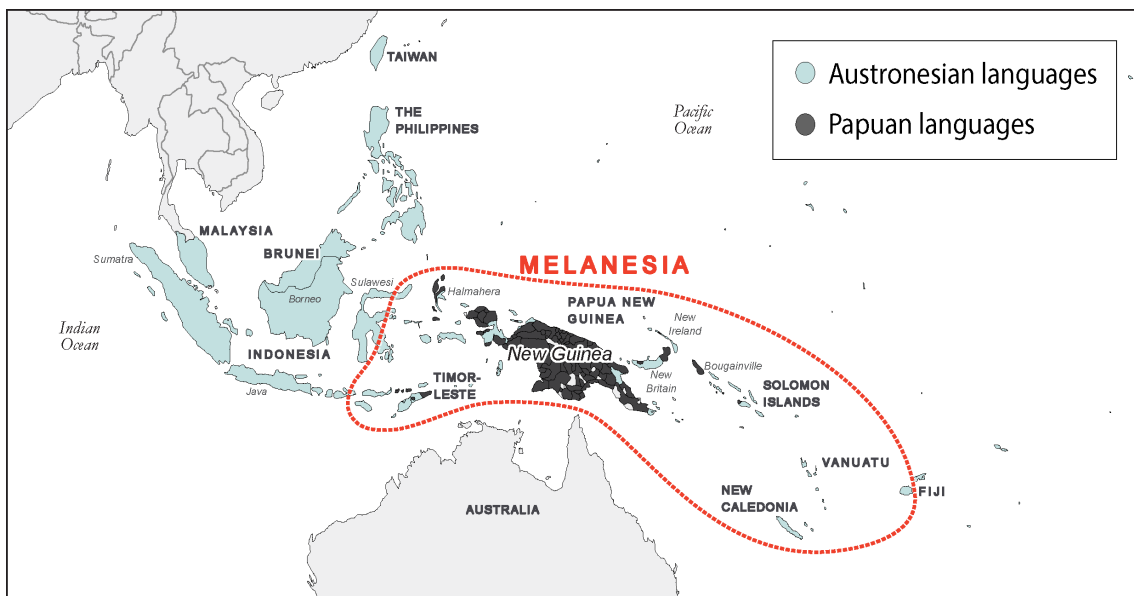 TAIWAN
Austronesian languages
Papuan languages
THE
PHILIPPINES
Pacific
Ocean
MALAYSIA
Sumatra
BRUNEI
Borneo
Sulawesi
MELANESIA
Halmahera
PAPUA NEW
GUINEA
Indian
Ocean
New
Ireland
INDONESIA
New Guinea
Java
TIMOR-
LESTE
New
Britain
Bougainville
SOLOMON
ISLANDS
VANUATU
NEW
CALEDONIA
FIJI
AUSTRALIA